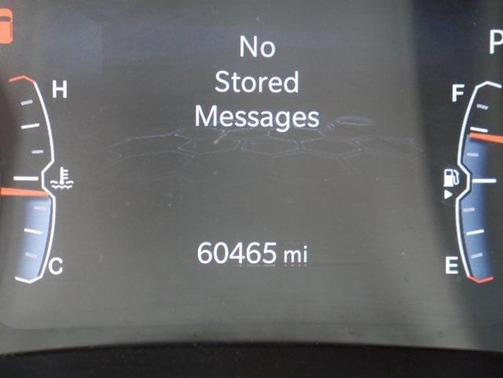 No
Stored
Messages
P
H
F
C
E
60465 mi